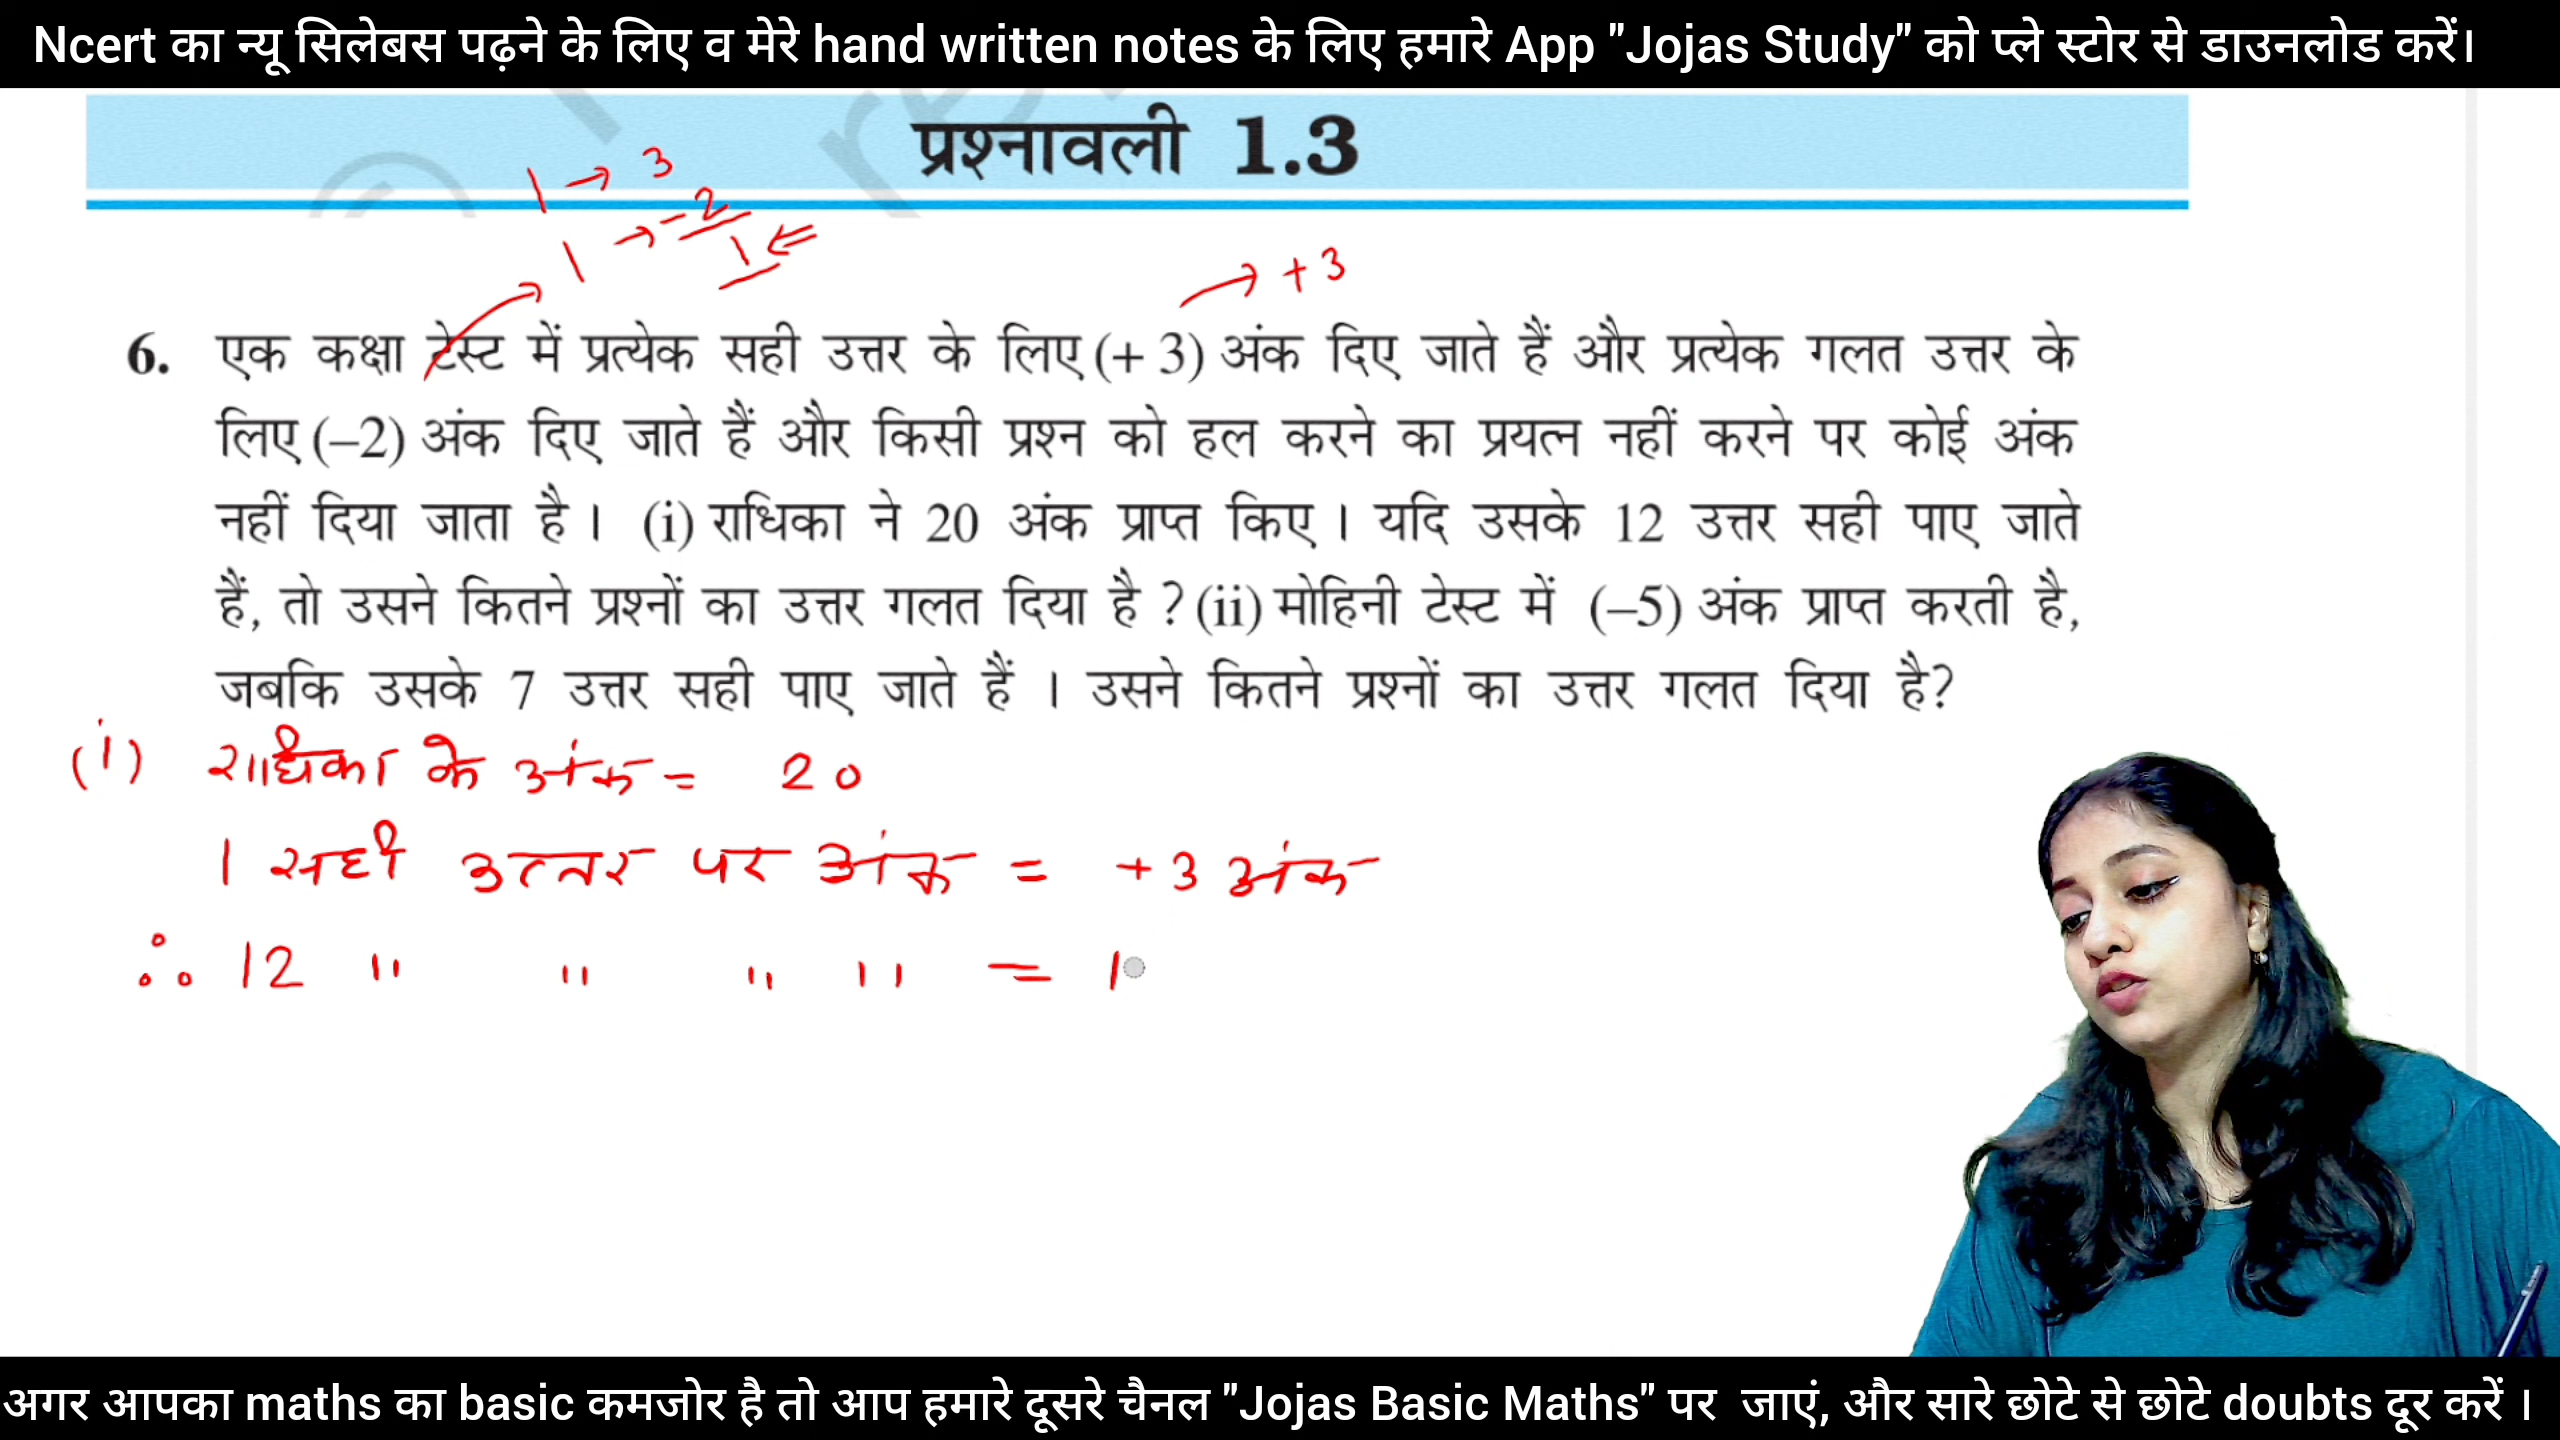 Ncert का न्यू सिलेबस पढ़ने के लिए व मेरे hand written notes के लिए हमारे App "Jojas Study" को प्ले स्टोर से डाउनलोड करें।
प्रश्नावली 1.3
1 → 3
1 → -2
1
→ +3
6. एक कक्षा टेस्ट में प्रत्येक सही उत्तर के लिए (+ 3) अंक दिए जाते हैं और प्रत्येक गलत उत्तर के
लिए (–2) अंक दिए जाते हैं और किसी प्रश्न को हल करने का प्रयत्न नहीं करने पर कोई अंक
नहीं दिया जाता है। (i) राधिका ने 20 अंक प्राप्त किए। यदि उसके 12 उत्तर सही पाए जाते
हैं, तो उसने कितने प्रश्नों का उत्तर गलत दिया है ? (ii) मोहिनी टेस्ट में (–5) अंक प्राप्त करती है,
जबकि उसके 7 उत्तर सही पाए जाते हैं । उसने कितने प्रश्नों का उत्तर गलत दिया है?
(i) राधिका के अंक = 20
1 सही उत्तर पर अंक = +3 अंक
∴ 12 " " " " = 1
अगर आपका maths का basic कमजोर है तो आप हमारे दूसरे चैनल "Jojas Basic Maths" पर जाएं, और सारे छोटे से छोटे doubts दूर करें ।